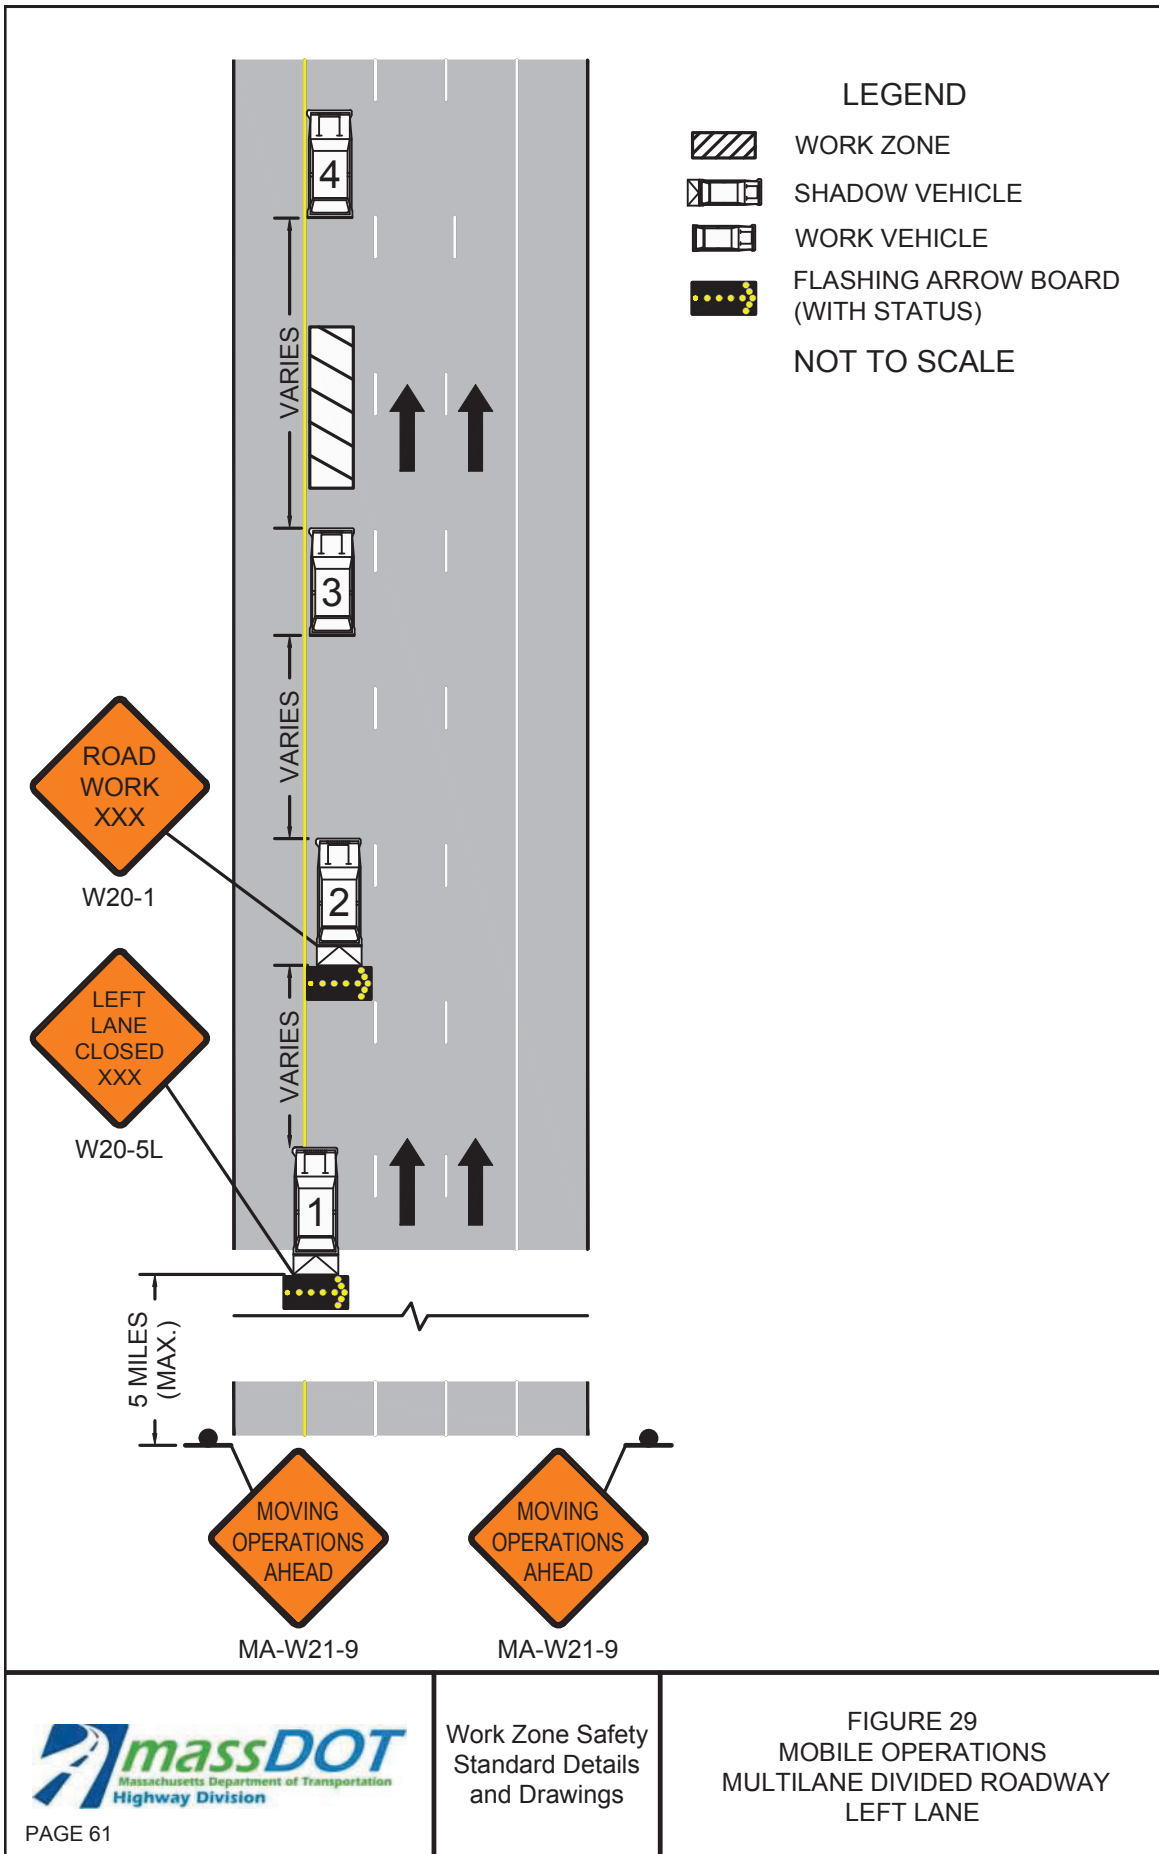 LEGEND
WORK ZONE
SHADOW VEHICLE
WORK VEHICLE
FLASHING ARROW BOARD
(WITH STATUS)
NOT TO SCALE
4
VARIES
3
VARIES
ROAD
WORK
XXX
W20-1
2
LEFT
LANE
CLOSED
XXX
W20-5L
VARIES
1
5 MILES
(MAX.)
MOVING
OPERATIONS
AHEAD
MA-W21-9
MOVING
OPERATIONS
AHEAD
MA-W21-9
massDOT
Massachusetts Department of Transportation
Highway Division
PAGE 61
Work Zone Safety
Standard Details
and Drawings
FIGURE 29
MOBILE OPERATIONS
MULTILANE DIVIDED ROADWAY
LEFT LANE